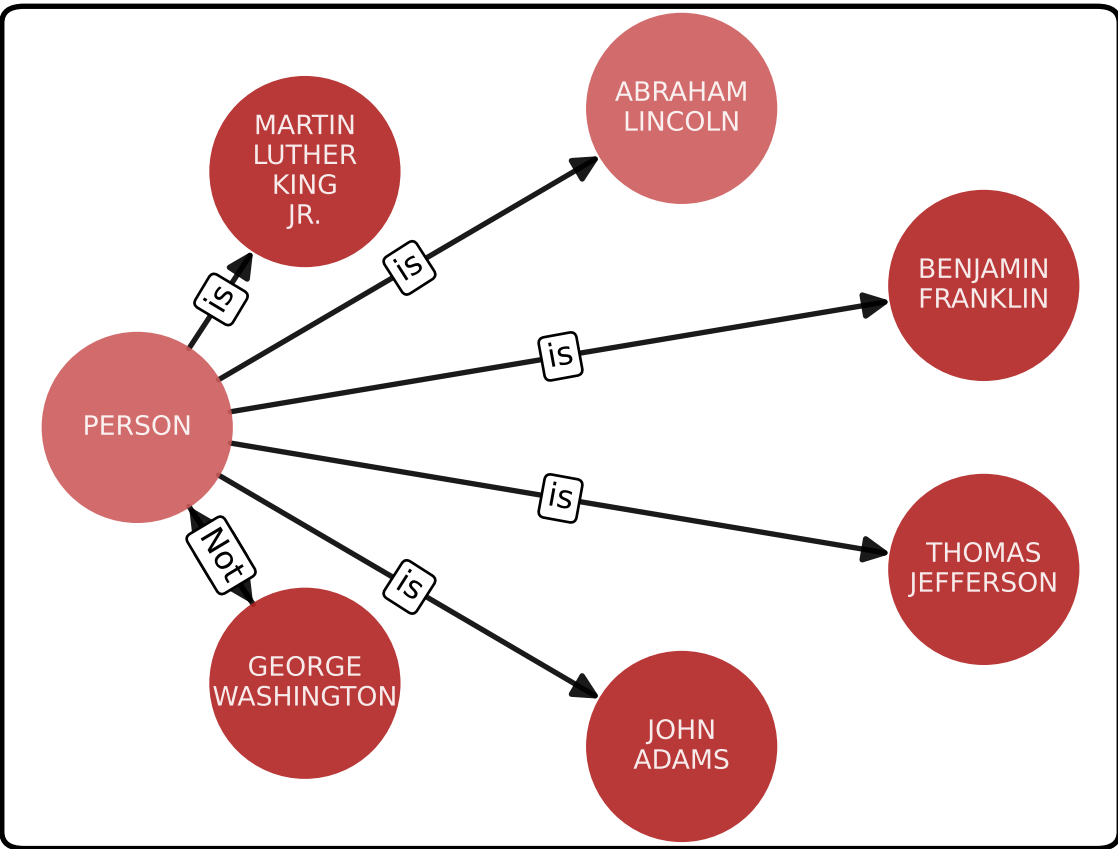 ABRAHAM
LINCOLN
MARTIN
LUTHER
KING
JR.
is
BENJAMIN
FRANKLIN
is
is
PERSON
is
THOMAS
JEFFERSON
Not
is
GEORGE
WASHINGTON
JOHN
ADAMS